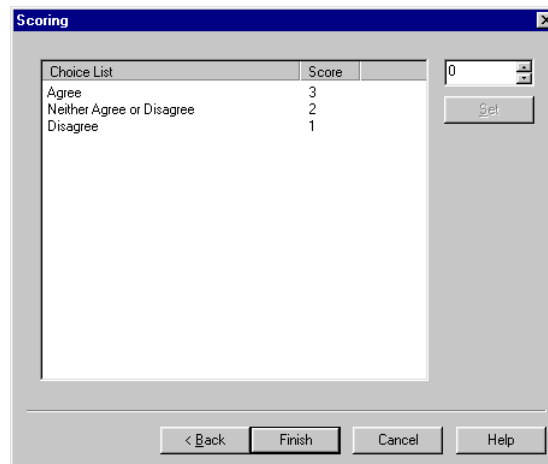 Scoring
Choice List Score
0
Agree 3
Neither Agree or Disagree 2
Disagree 1
Set
< Back Finish Cancel Help